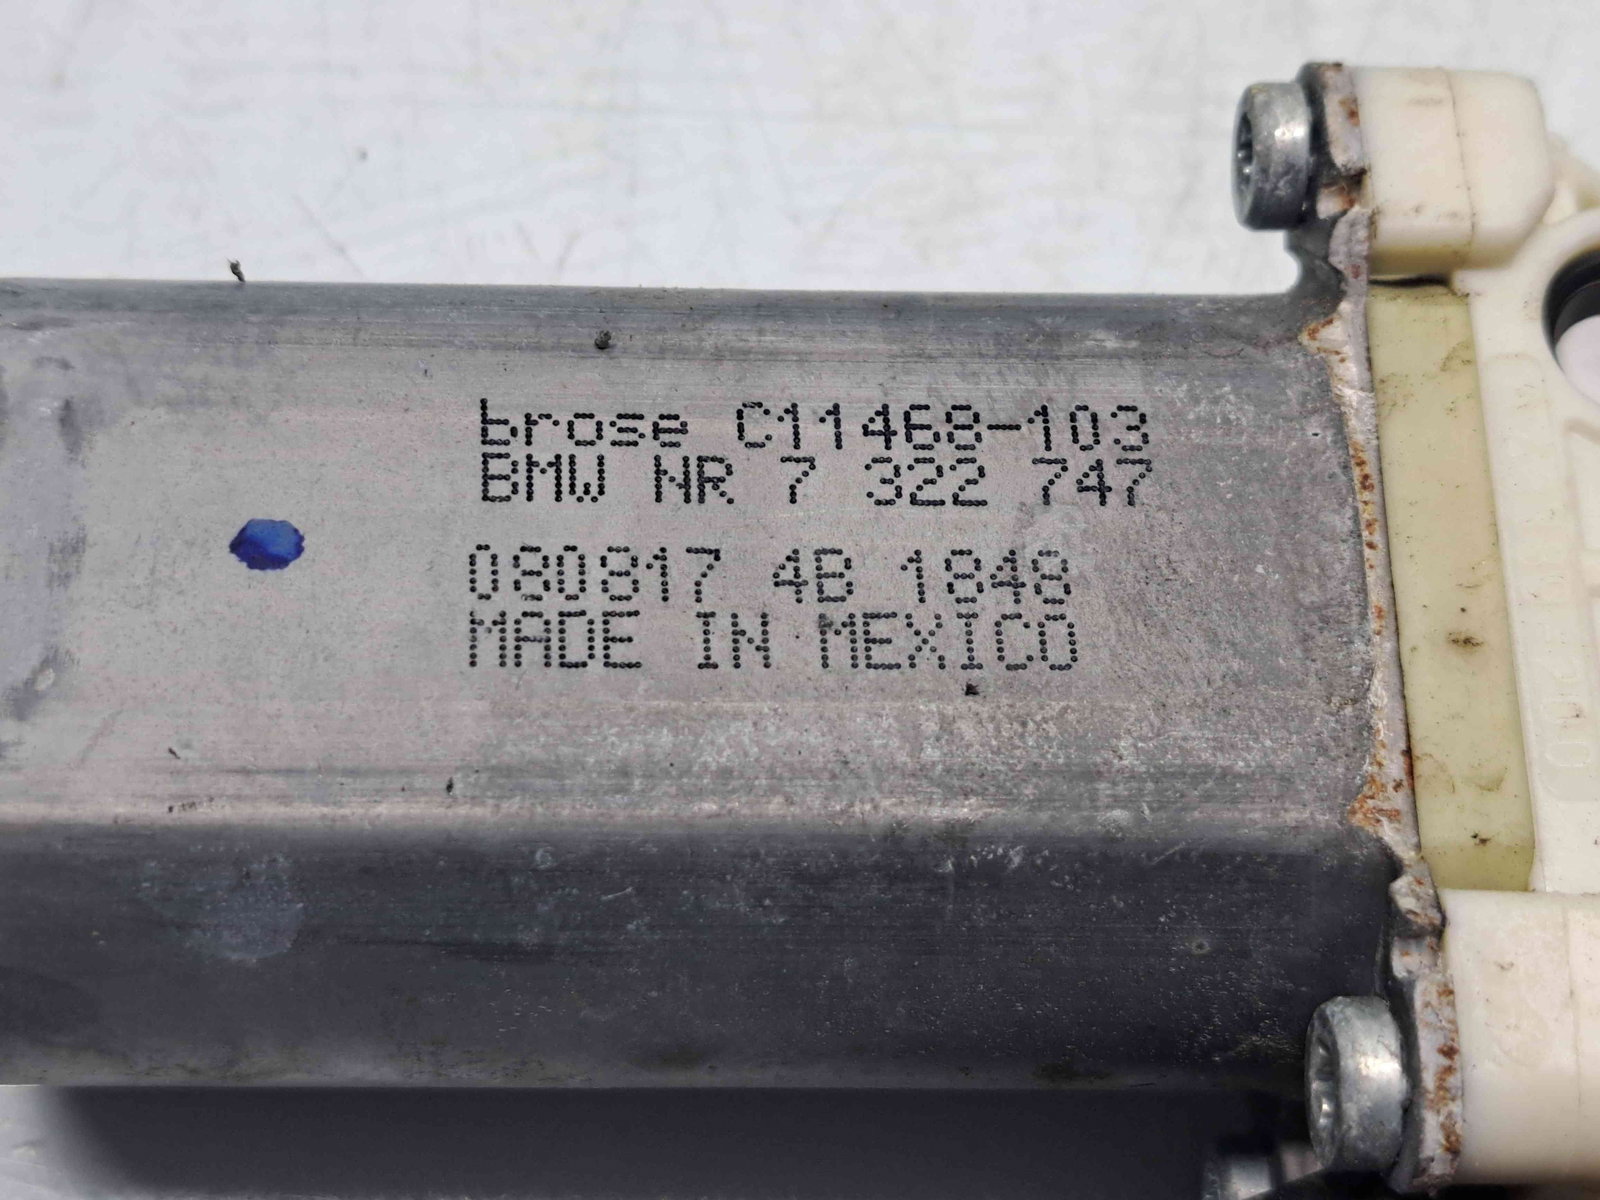 brose C11468-103
BMW NR 7 322 747
080817 4B 1848
MADE IN MEXICO